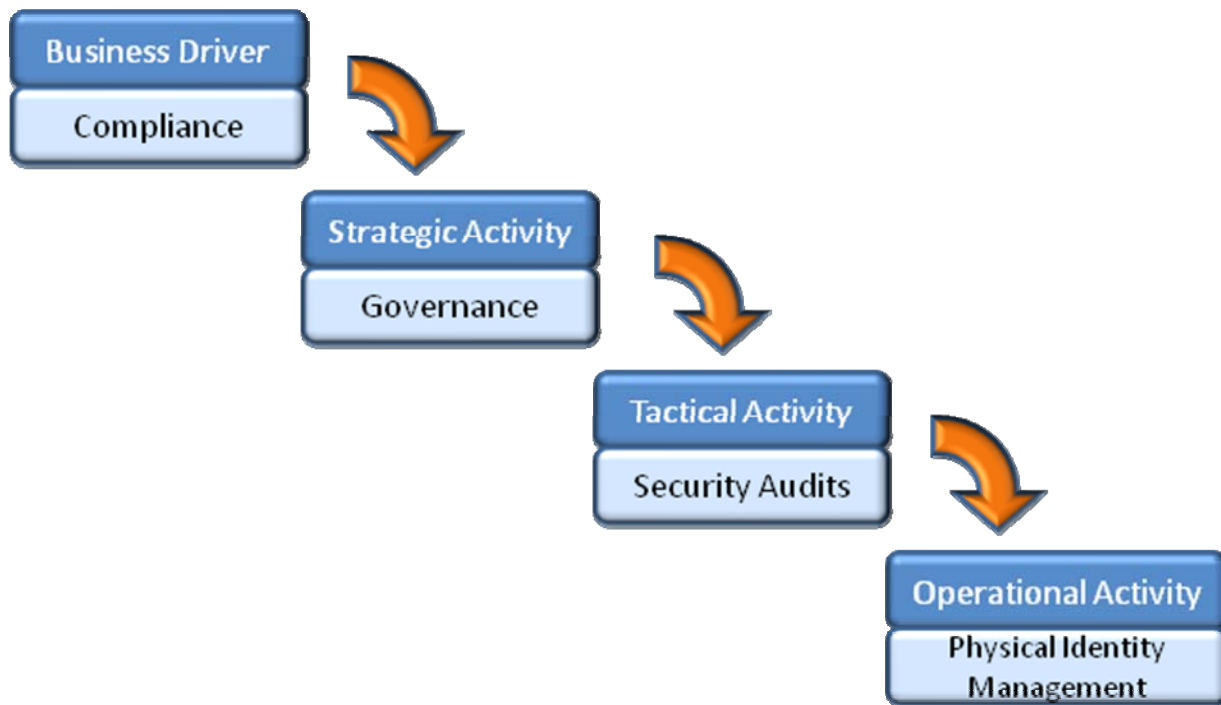 Business Driver
Compliance
Strategic Activity
Governance
Tactical Activity
Security Audits
Operational Activity
Physical Identity
Management